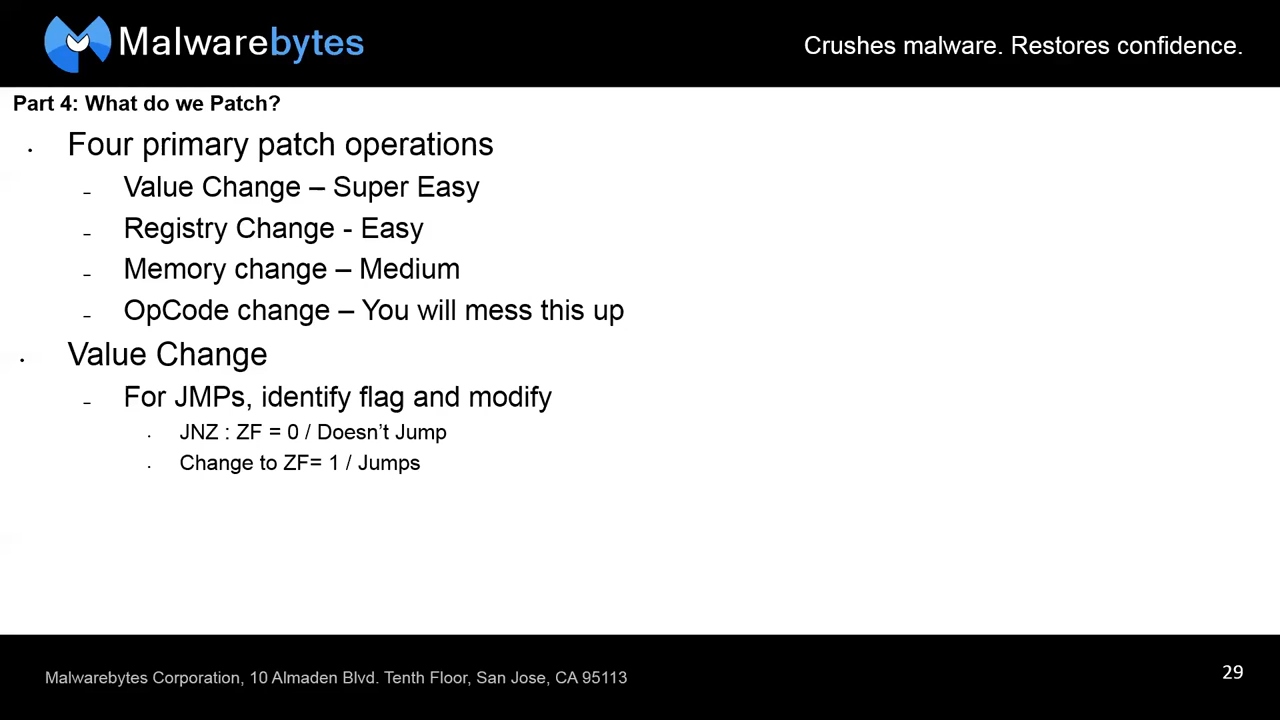 Malwarebytes
Crushes malware. Restores confidence.
Part 4: What do we Patch?
• Four primary patch operations
– Value Change – Super Easy
– Registry Change - Easy
– Memory change – Medium
– OpCode change – You will mess this up
• Value Change
– For JMPs, identify flag and modify
• JNZ : ZF = 0 / Doesn’t Jump
• Change to ZF= 1 / Jumps
Malwarebytes Corporation, 10 Almaden Blvd. Tenth Floor, San Jose, CA 95113
29